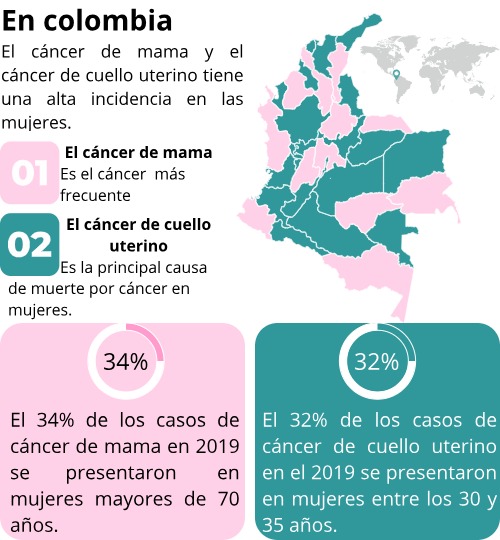 En colombia
El cáncer de mama y el
cáncer de cuello uterino tiene
una alta incidencia en las
mujeres.
01
El cáncer de mama
Es el cáncer más
frecuente
02
El cáncer de cuello
uterino
Es la principal causa
de muerte por cáncer en
mujeres.
34%
El 34% de los casos de
cáncer de mama en 2019
se presentaron en
mujeres mayores de 70
años.
32%
El 32% de los casos de
cáncer de cuello uterino
en el 2019 se presentaron
en mujeres entre los 30 y
35 años.